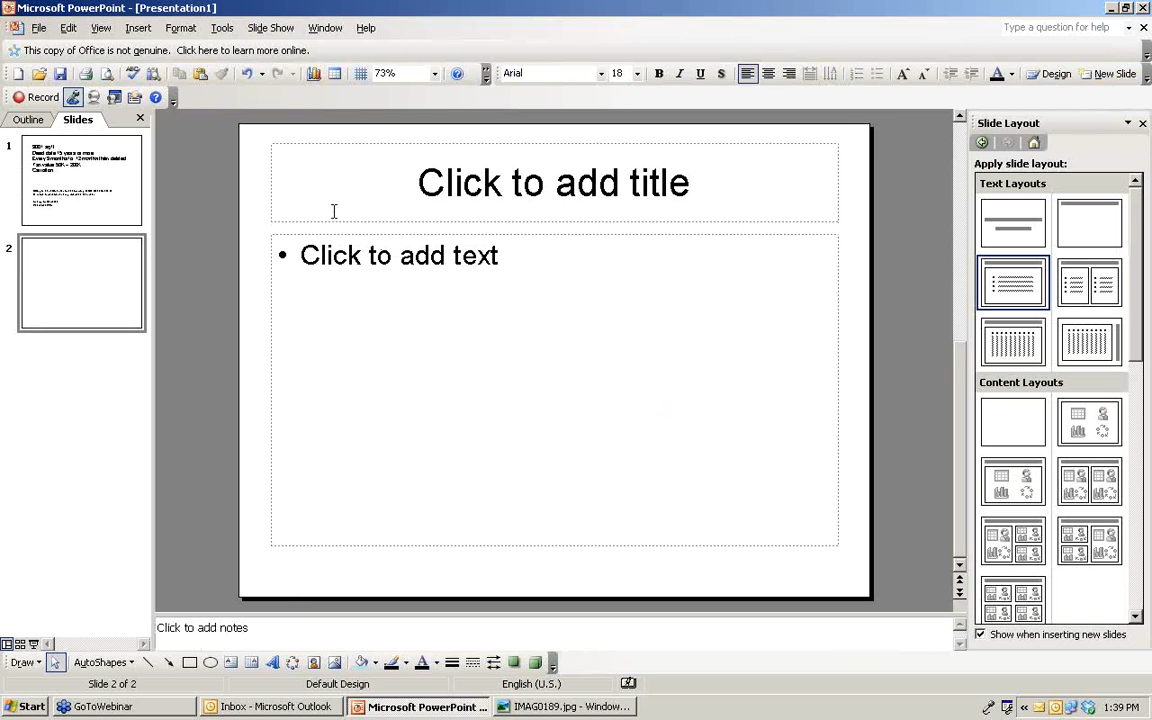 Microsoft PowerPoint - [Presentation1]
File Edit View Insert Format Tools Slide Show Window Help
Type a question for help
This copy of Office is not genuine. Click here to learn more online.
73%
Arial
18
B I U S
A
Design
New Slide
Record
Outline
Slides
Slide Layout
1
2
Click to add title
• Click to add text
Apply slide layout:
Text Layouts
Content Layouts
Show when inserting new slides
Click to add notes
Draw
AutoShapes
Slide 2 of 2
Default Design
English (U.S.)
Start
GoToWebinar
Inbox - Microsoft Outlook
Microsoft PowerPoint ...
IMAG0189.jpg - Window...
1:39 PM